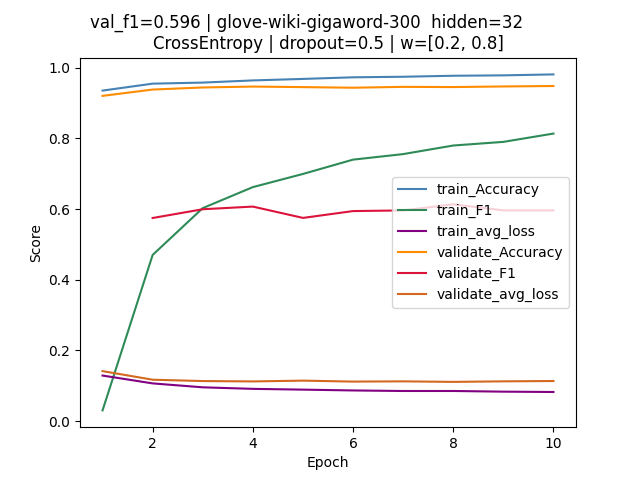 val_f1=0.596 | glove-wiki-gigaword-300  hidden=32
CrossEntropy | dropout=0.5 | w=[0.2, 0.8]
1.0
0.8
0.6
0.4
0.2
0.0
Score
train_Accuracy
train_F1
train_avg_loss
validate_Accuracy
validate_F1
validate_avg_loss
2
4
6
8
10
Epoch